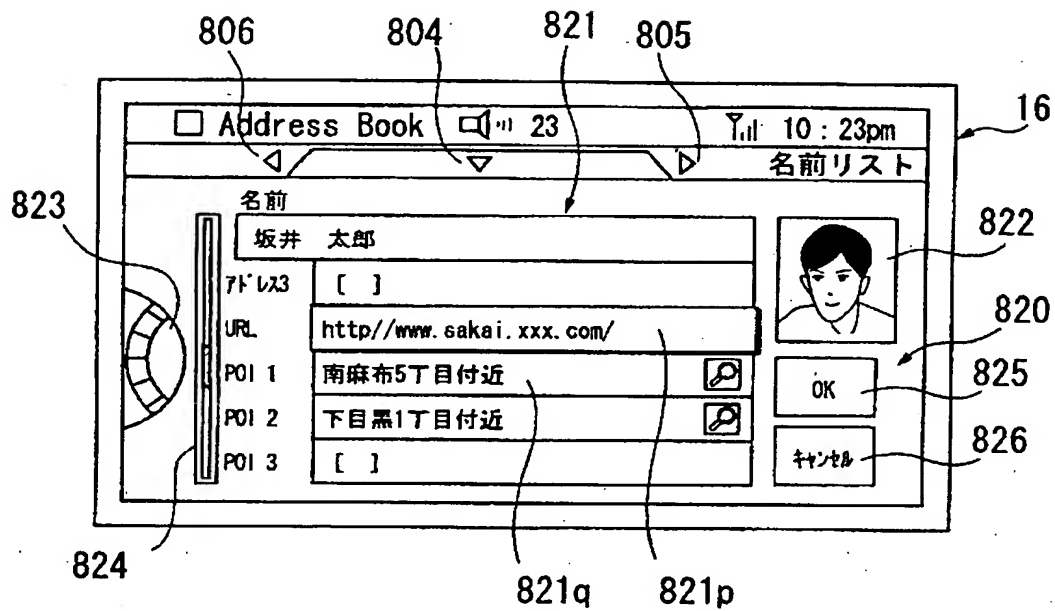 806 804 821 805
16
Address Book 23 10:23pm
名前リスト
823
名前
坂井 太郎
822
アドレス3 [ ]
URL http//www.sakai.xxx.com/
820
POI 1 南麻布5丁目付近
OK
825
POI 2 下目黒1丁目付近
POI 3 [ ]
キャンセル
826
824
821q 821p